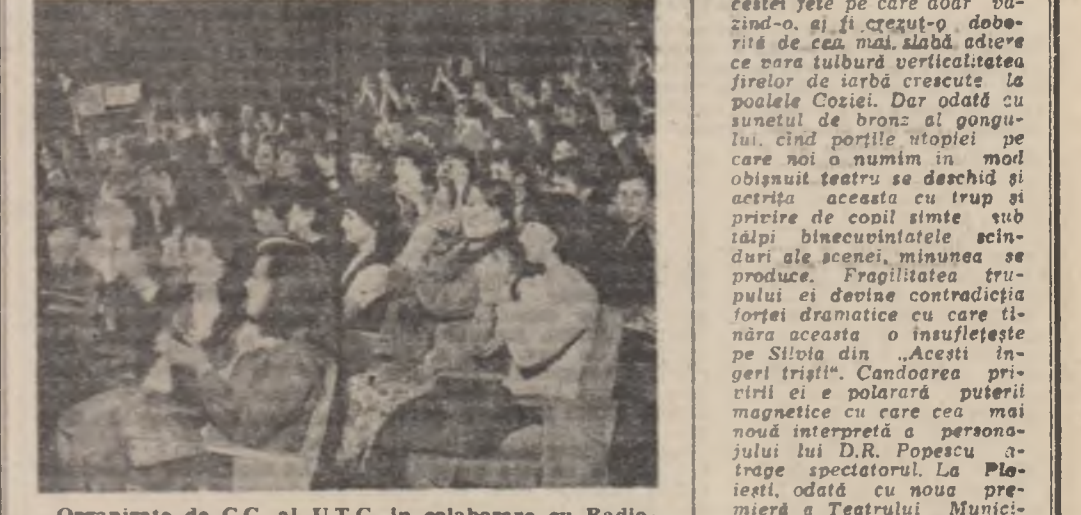 Organizate de C.C. al U.T.C. in colaborare cu Radio
cestei fete pe care doar vă-
zînd-o, ai fi crezut-o dobo-
rîtă de cea mai slabă adiere
ce vara tulbură verticalitatea
firelor de iarbă crescute la
poalele Coziei. Dar odată cu
sunetul de bronz al gongu-
lui, cînd porțile utopiei pe
care noi o numim in mod
obișnuit teatru se deschid și
actrița aceasta cu trup și
privire de copil simte sub
tălpi binecuvîntatele scîn-
duri ale scenei, minunea se
produce. Fragilitatea tru-
pului ei devine contradicția
forței dramatice cu care tî-
năra aceasta o însuflețește
pe Silvia din „Acești în-
geri triști“. Candoarea pri-
virii ei e polarară puterii
magnetice cu care cea mai
nouă interpretă a persona-
jului lui D.R. Popescu a-
trage spectatorul. La Plo-
iești, odată cu noua pre-
mieră a Teatrului Munici-